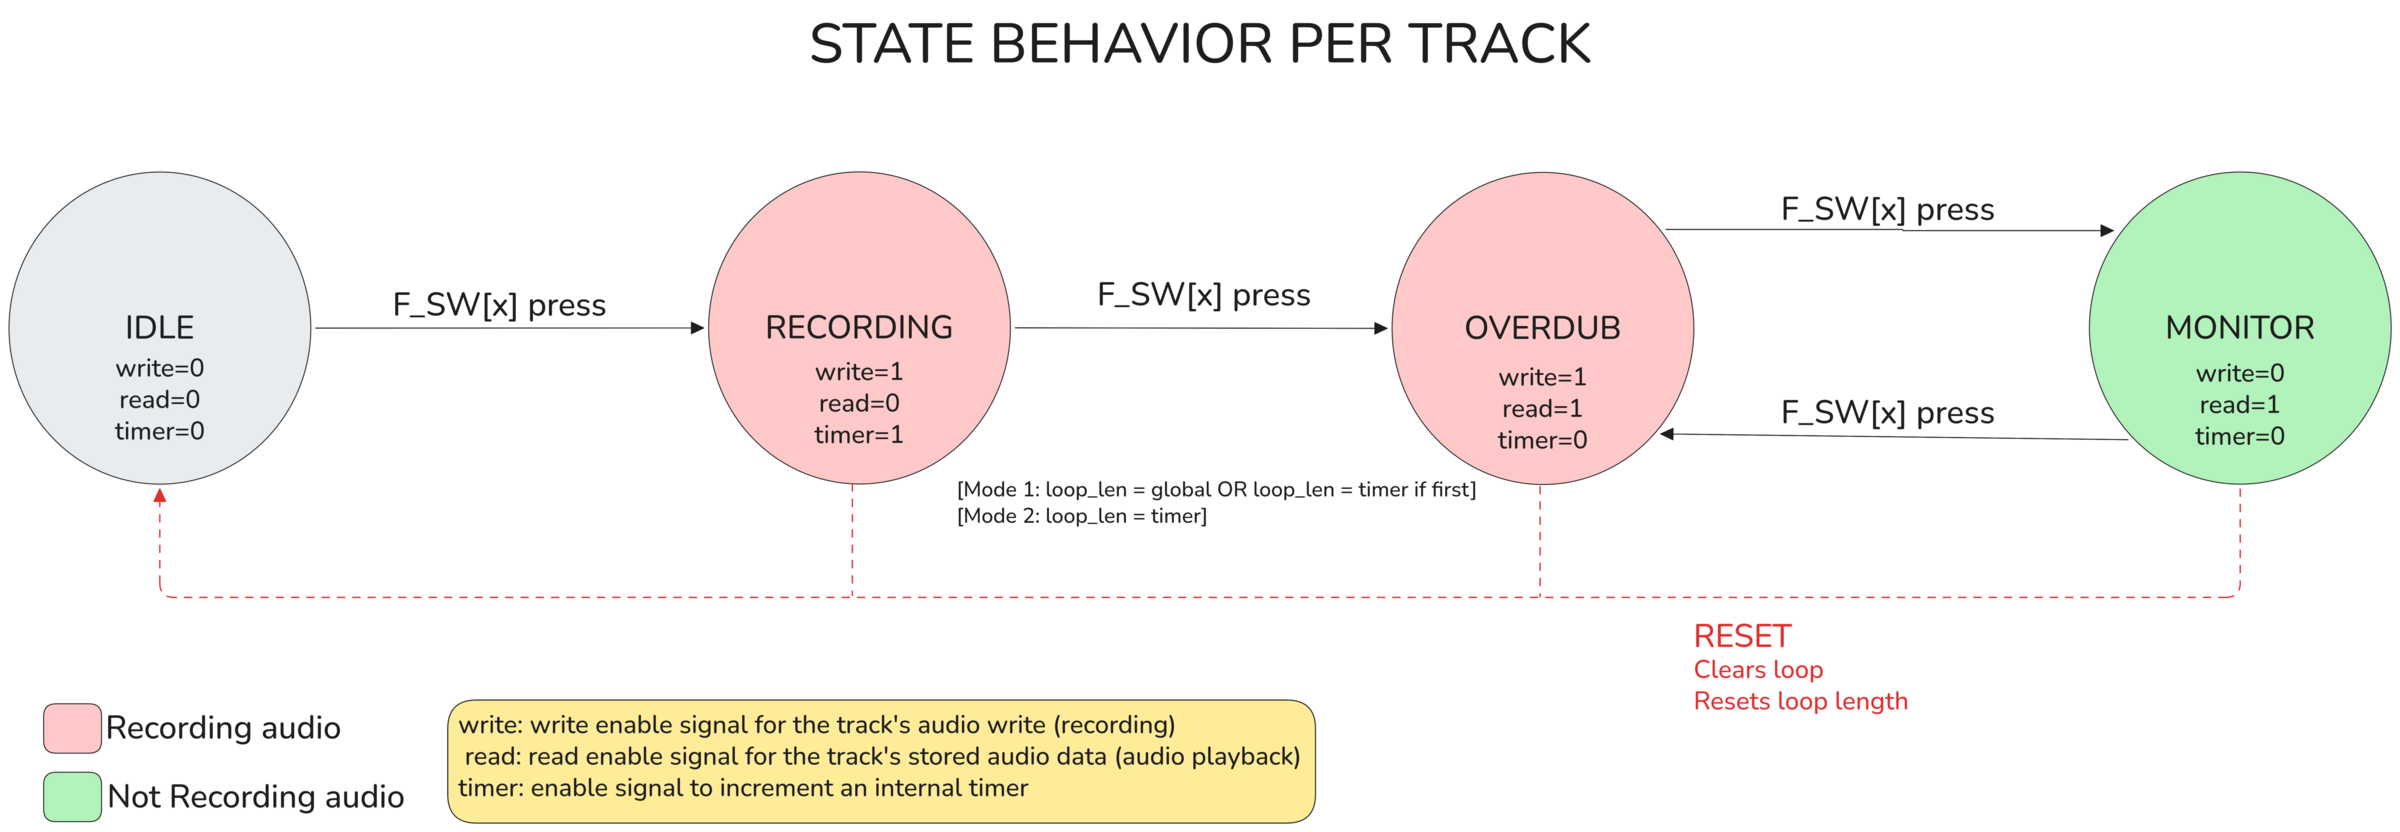 STATE BEHAVIOR PER TRACK
IDLE
write=0
read=0
timer=0
F_SW[x] press
RECORDING
write=1
read=0
timer=1
F_SW[x] press
[Mode 1: loop_len = global OR loop_len = timer if first]
[Mode 2: loop_len = timer]
OVERDUB
write=1
read=1
timer=0
F_SW[x] press
F_SW[x] press
MONITOR
write=0
read=1
timer=0
RESET
Clears loop
Resets loop length
Recording audio
Not Recording audio
write: write enable signal for the track's audio write (recording)
read: read enable signal for the track's stored audio data (audio playback)
timer: enable signal to increment an internal timer